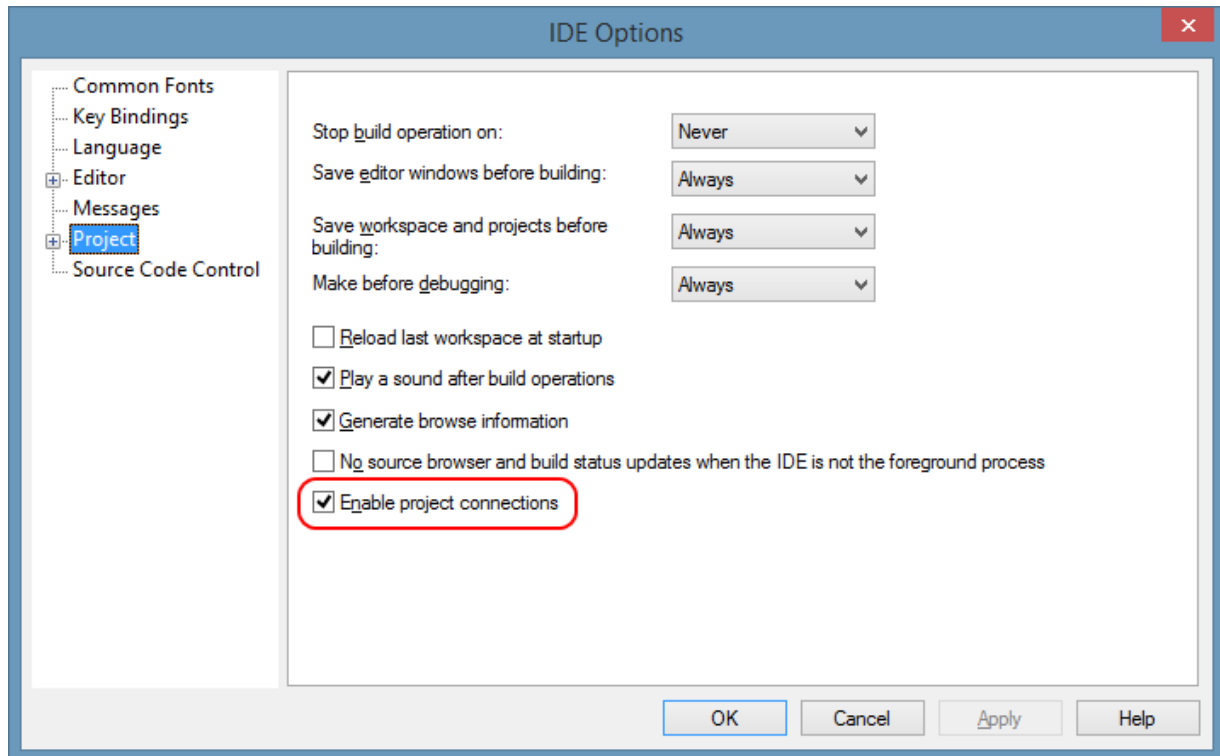 IDE Options
Common Fonts
Key Bindings
Language
Editor
Messages
Project
Source Code Control
Stop build operation on:
Never
Save editor windows before building:
Always
Save workspace and projects before
building:
Always
Make before debugging:
Always
Reload last workspace at startup
Play a sound after build operations
Generate browse information
No source browser and build status updates when the IDE is not the foreground process
Enable project connections
OK
Cancel
Apply
Help